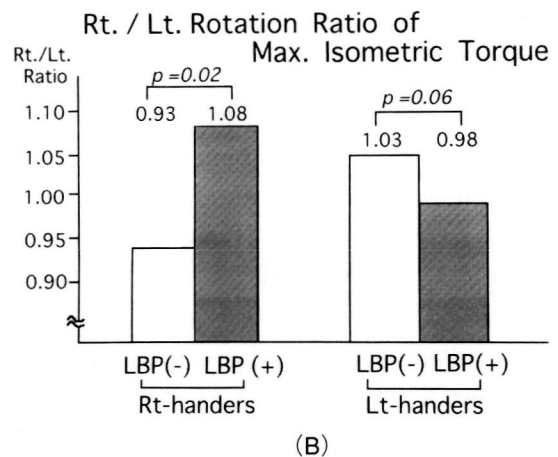 Rt. / Lt. Rotation Ratio of
Max. Isometric Torque
Rt./Lt.
Ratio
p =0.02
p =0.06
0.93 1.08
1.03 0.98
1.10
1.05
1.00
0.95
0.90
LBP(-) LBP (+) LBP(-) LBP(+)
Rt-handers Lt-handers
(B)